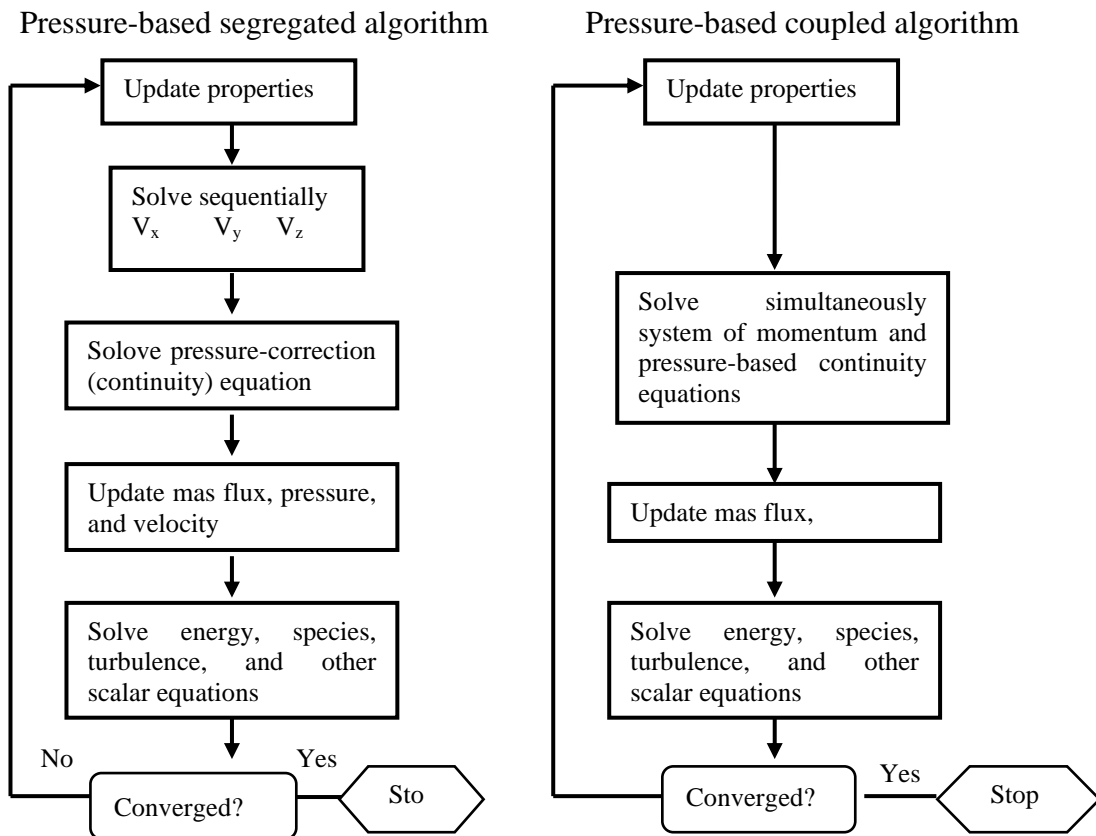 Pressure-based segregated algorithm
Update properties
Solve sequentially
Vx Vy Vz
Solove pressure-correction
(continuity) equation
Update mas flux, pressure,
and velocity
Solve energy, species,
turbulence, and other
scalar equations
No
Yes
Converged?
Sto
Pressure-based coupled algorithm
Update properties
Solve simultaneously
system of momentum and
pressure-based continuity
equations
Update mas flux,
Solve energy, species,
turbulence, and other
scalar equations
Yes
Converged?
Stop